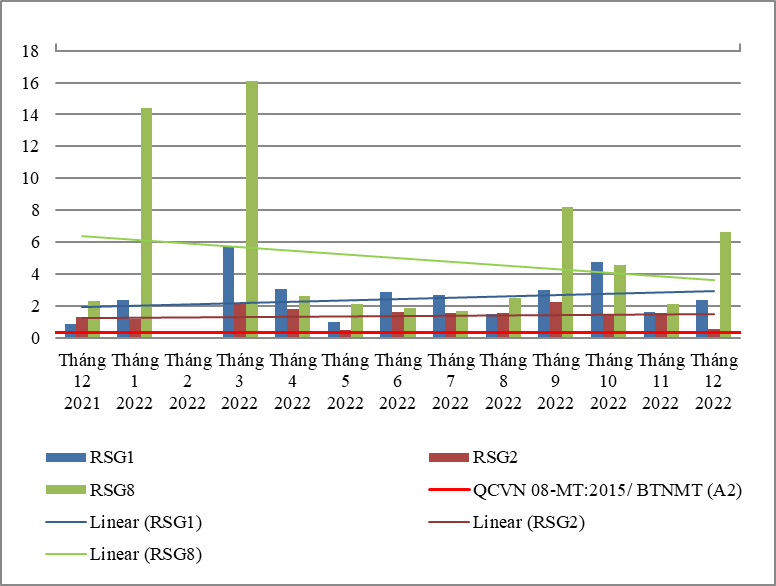 18
16
14
12
10
8
6
4
2
0
Tháng Tháng Tháng Tháng Tháng Tháng Tháng Tháng Tháng Tháng Tháng Tháng Tháng
12 1 2 3 4 5 6 7 8 9 10 11 12
2021 2022 2022 2022 2022 2022 2022 2022 2022 2022 2022 2022 2022
RSG1 RSG2
RSG8 QCVN 08-MT:2015/ BTNMT (A2)
Linear (RSG1) Linear (RSG2)
Linear (RSG8)